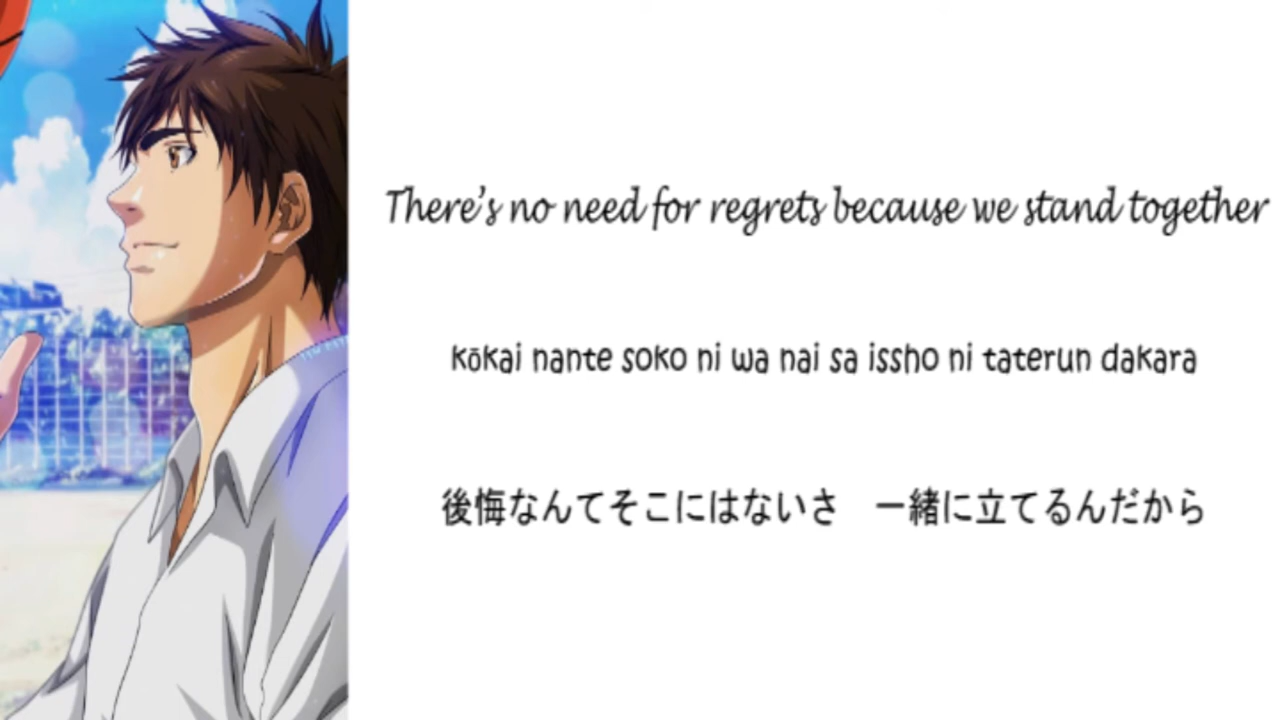 There's no need for regrets because we stand together
kōkai nante soko ni wa nai sa issho ni taterun dakara
後悔なんてそこにはないさ　一緒に立てるんだから